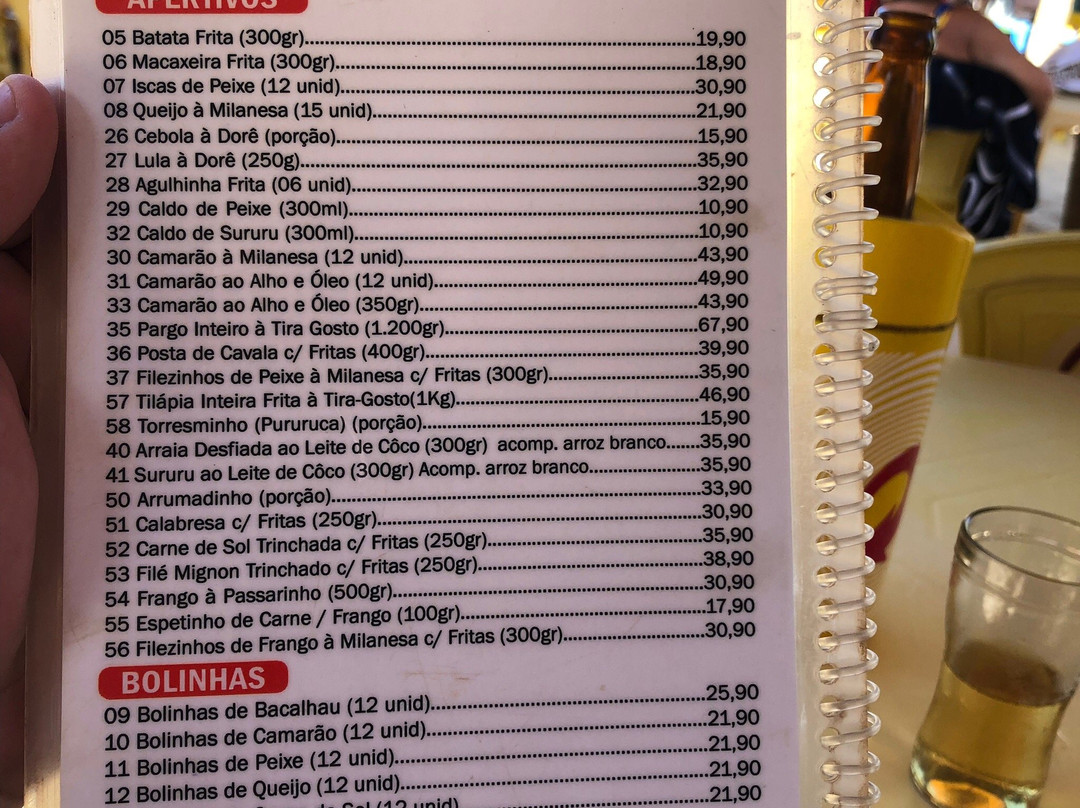 APERTIVOS
05 Batata Frita (300gr)..........19,90
06 Macaxeira Frita (300gr)..........18,90
07 Iscas de Peixe (12 unid)..........30,90
08 Queijo à Milanesa (15 unid)..........21,90
26 Cebola à Dorê (porção)..........15,90
27 Lula à Dorê (250g)..........35,90
28 Agulhinha Frita (06 unid)..........32,90
29 Caldo de Peixe (300ml)..........10,90
32 Caldo de Sururu (300ml)..........10,90
30 Camarão à Milanesa (12 unid)..........43,90
31 Camarão ao Alho e Óleo (12 unid)..........49,90
33 Camarão ao Alho e Óleo (350gr)..........43,90
35 Pargo Inteiro à Tira Gosto (1.200gr)..........67,90
36 Posta de Cavala c/ Fritas (400gr)..........39,90
37 Filezinhos de Peixe à Milanesa c/ Fritas (300gr)..........35,90
57 Tilápia Inteira Frita à Tira-Gosto(1Kg)..........46,90
58 Torresminho (Pururuca) (porção)..........15,90
40 Arraia Desfiada ao Leite de Côco (300gr) acomp. arroz branco.......35,90
41 Sururu ao Leite de Côco (300gr) Acomp. arroz branco..........35,90
50 Arrumadinho (porção)..........33,90
51 Calabresa c/ Fritas (250gr)..........30,90
52 Carne de Sol Trinchada c/ Fritas (250gr)..........35,90
53 Filé Mignon Trinchado c/ Fritas (250gr)..........38,90
54 Frango à Passarinho (500gr)..........30,90
55 Espetinho de Carne / Frango (100gr)..........17,90
56 Filezinhos de Frango à Milanesa c/ Fritas (300gr)..........30,90
BOLINHAS
09 Bolinhas de Bacalhau (12 unid)..........25,90
10 Bolinhas de Camarão (12 unid)..........21,90
11 Bolinhas de Peixe (12 unid)..........21,90
12 Bolinhas de Queijo (12 unid)..........21,90
de Sol (12 unid)..........21,90